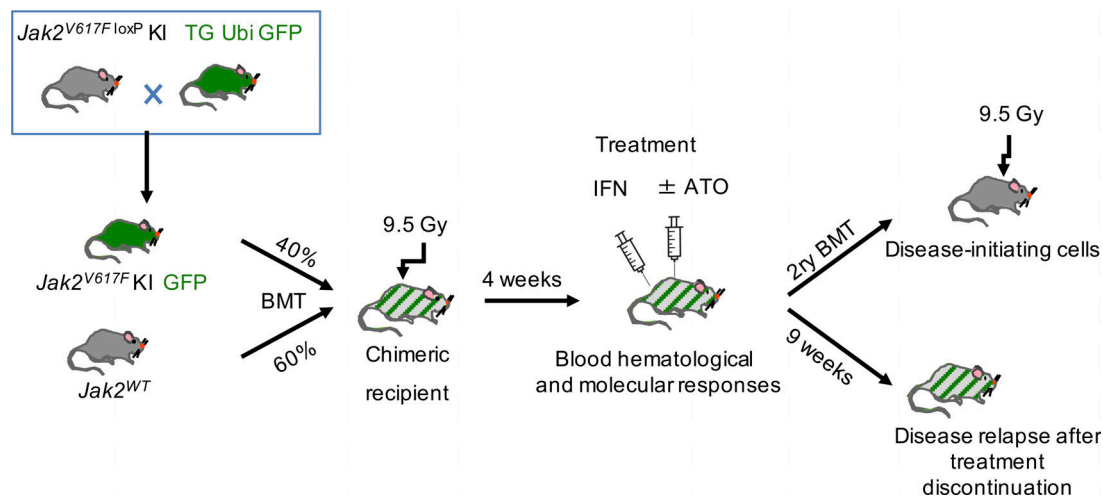 Jak2V617F loxP KI TG Ubi GFP
Jak2V617F KI GFP
Jak2WT
40%
BMT
60%
9.5 Gy
Chimeric
recipient
4 weeks
Treatment
IFN ± ATO
Blood hematological
and molecular responses
2ry BMT
9.5 Gy
Disease-initiating cells
9 weeks
Disease relapse after
treatment
discontinuation